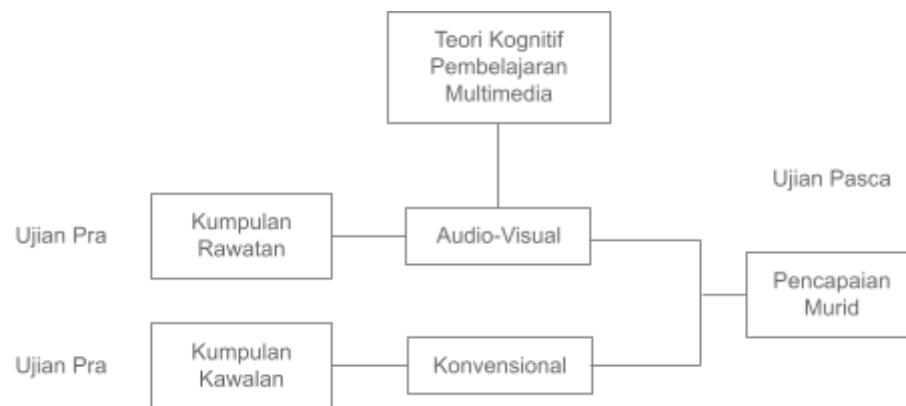 Teori Kognitif
Pembelajaran
Multimedia
Ujian Pasca
Ujian Pra
Kumpulan
Rawatan
Audio-Visual
Pencapaian
Murid
Ujian Pra
Kumpulan
Kawalan
Konvensional